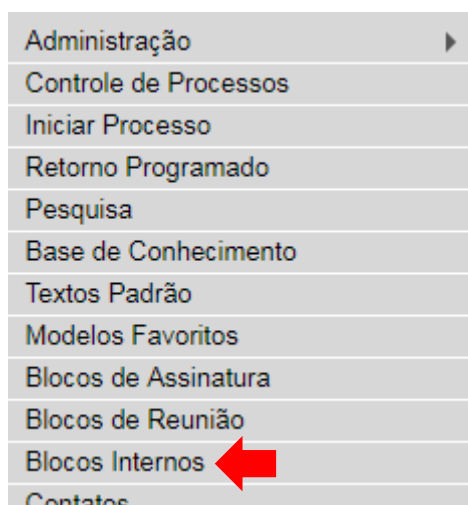 Administração
Controle de Processos
Iniciar Processo
Retorno Programado
Pesquisa
Base de Conhecimento
Textos Padrão
Modelos Favoritos
Blocos de Assinatura
Blocos de Reunião
Blocos Internos
Contatos